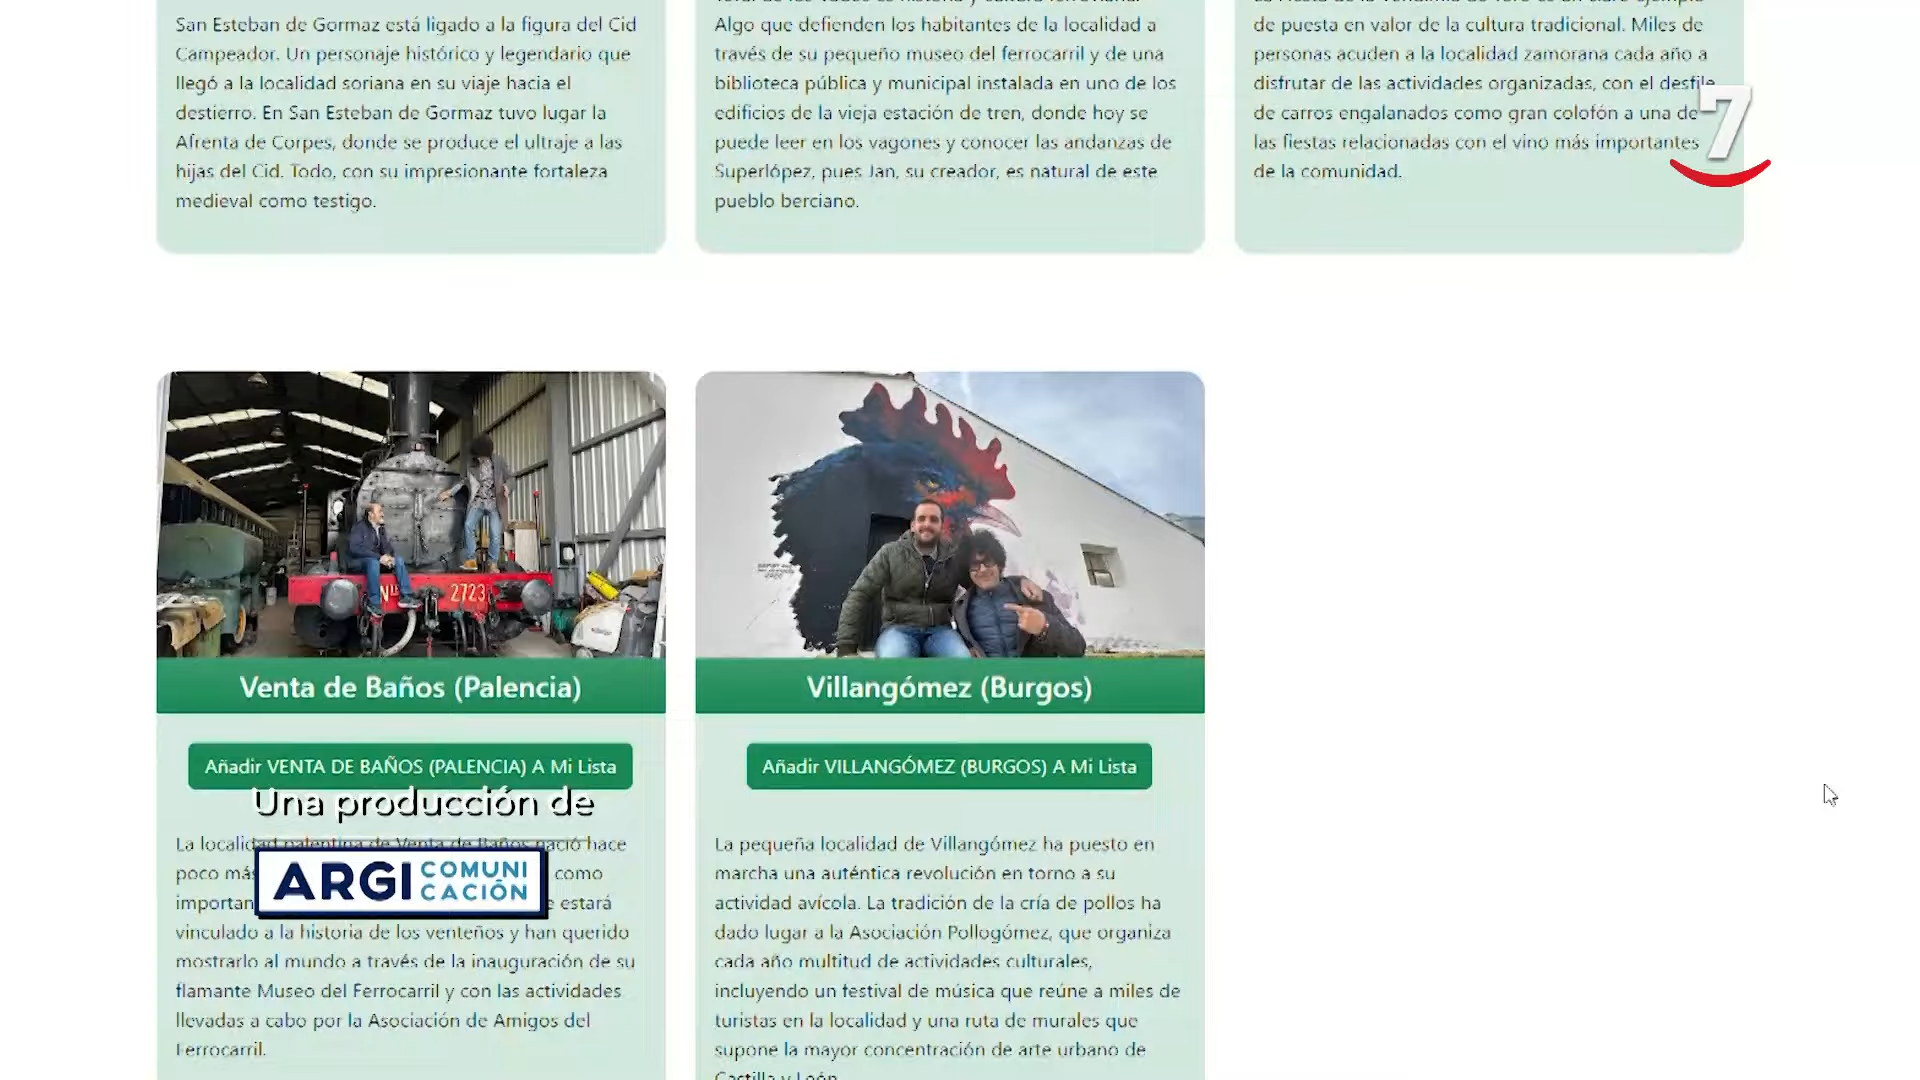 San Esteban de Gormaz está ligado a la figura del Cid
Campeador. Un personaje histórico y legendario que
llegó a la localidad soriana en su viaje hacia el
destierro. En San Esteban de Gormaz tuvo lugar la
Afrenta de Corpes, donde se produce el ultraje a las
hijas del Cid. Todo, con su impresionante fortaleza
medieval como testigo.
Algo que defienden los habitantes de la localidad a
través de su pequeño museo del ferrocarril y de una
biblioteca pública y municipal instalada en uno de los
edificios de la vieja estación de tren, donde hoy se
puede leer en los vagones y conocer las andanzas de
Superlópez, pues Jan, su creador, es natural de este
pueblo berciano.
de puesta en valor de la cultura tradicional. Miles de
personas acuden a la localidad zamorana cada año a
disfrutar de las actividades organizadas, con el desfile
de carros engalanados como gran colofón a una de
las fiestas relacionadas con el vino más importantes
de la comunidad.
7
2723
Venta de Baños (Palencia)
Añadir VENTA DE BAÑOS (PALENCIA) A Mi Lista
Una producción de
ARGI COMUNI
CACIÓN
La localidad palentina de Venta de Baños nació hace
poco más como
estará
vinculado a la historia de los venteños y han querido
mostrarlo al mundo a través de la inauguración de su
flamante Museo del Ferrocarril y con las actividades
llevadas a cabo por la Asociación de Amigos del
Ferrocarril.
Villangómez (Burgos)
Añadir VILLANGÓMEZ (BURGOS) A Mi Lista
La pequeña localidad de Villangómez ha puesto en
marcha una auténtica revolución en torno a su
actividad avícola. La tradición de la cría de pollos ha
dado lugar a la Asociación Pollogómez, que organiza
cada año multitud de actividades culturales,
incluyendo un festival de música que reúne a miles de
turistas en la localidad y una ruta de murales que
supone la mayor concentración de arte urbano de
Castilla y León